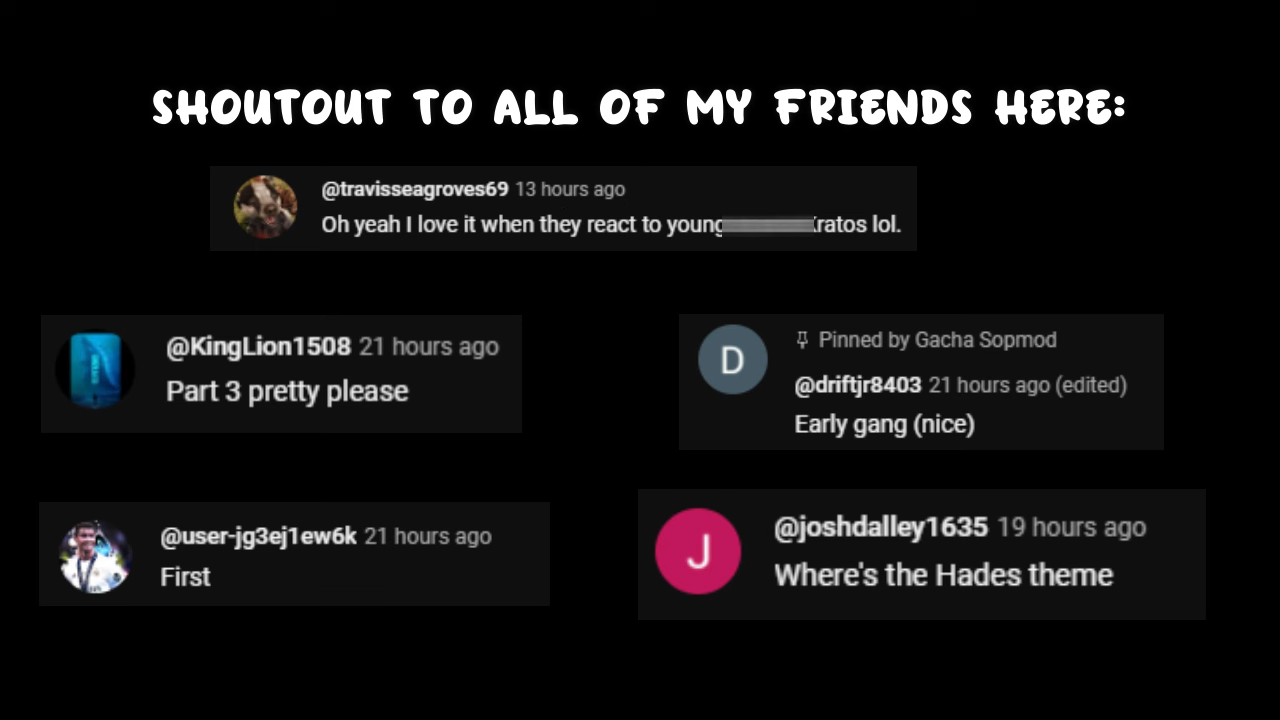 SHOUTOUT TO ALL OF MY FRIENDS HERE:
@travisseagroves69 13 hours ago
Oh yeah I love it when they react to young Kratos lol.
@KingLion1508 21 hours ago
Part 3 pretty please
Pinned by Gacha Sopmod
@driftjr8403 21 hours ago (edited)
Early gang (nice)
@user-jg3ej1ew6k 21 hours ago
First
@joshdalley1635 19 hours ago
Where's the Hades theme
D
J